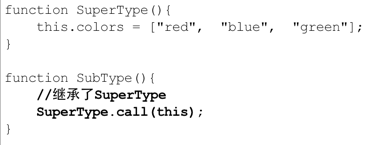 function SuperType(){
    this.colors = ["red",  "blue",  "green"];
}
function SubType(){
    //继承了SuperType
    SuperType.call(this);
}